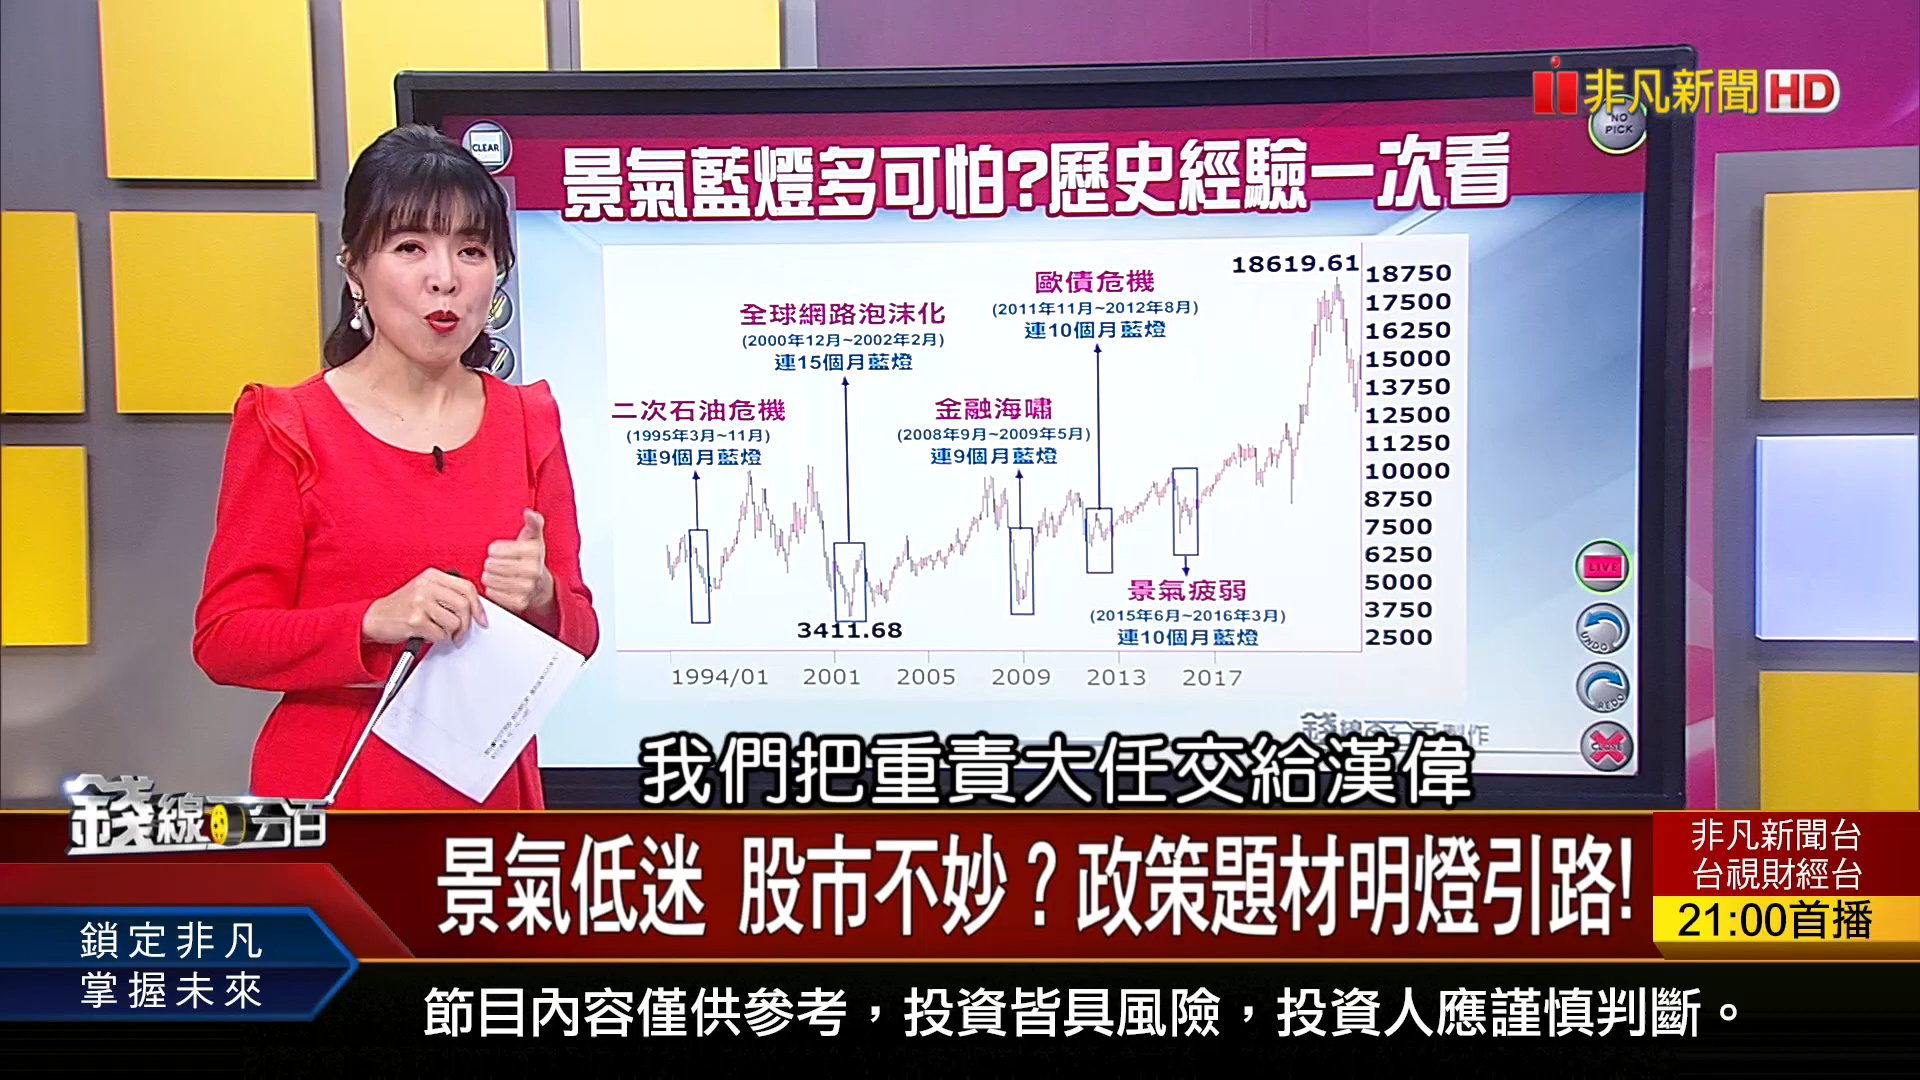 非凡新聞HD
CLEAR
NO PICK
景氣藍燈多可怕?歷史經驗一次看
18619.61
歐債危機
(2011年11月~2012年8月)
連10個月藍燈
全球網路泡沫化
(2000年12月~2002年2月)
連15個月藍燈
二次石油危機
(1995年3月~11月)
連9個月藍燈
金融海嘯
(2008年9月~2009年5月)
連9個月藍燈
景氣疲弱
(2015年6月~2016年3月)
連10個月藍燈
3411.68
18750
17500
16250
15000
13750
12500
11250
10000
8750
7500
6250
5000
3750
2500
1994/01 2001 2005 2009 2013 2017
LIVE
UNDO
REDO
CLOSE
錢線百分百製作
我們把重責大任交給漢偉
錢線百分百
景氣低迷 股市不妙?政策題材明燈引路!
非凡新聞台
台視財經台
21:00首播
鎖定非凡
掌握未來
節目內容僅供參考，投資皆具風險，投資人應謹慎判斷。